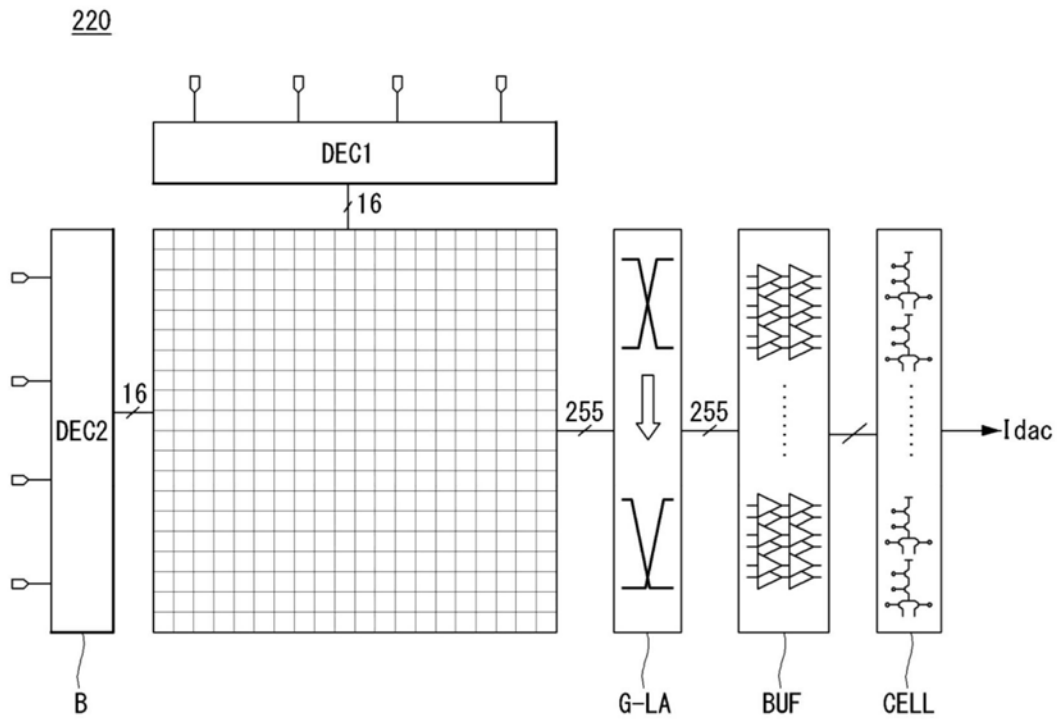 220
DEC1
16
16
DEC2
255
255
Idac
B
G-LA
BUF
CELL